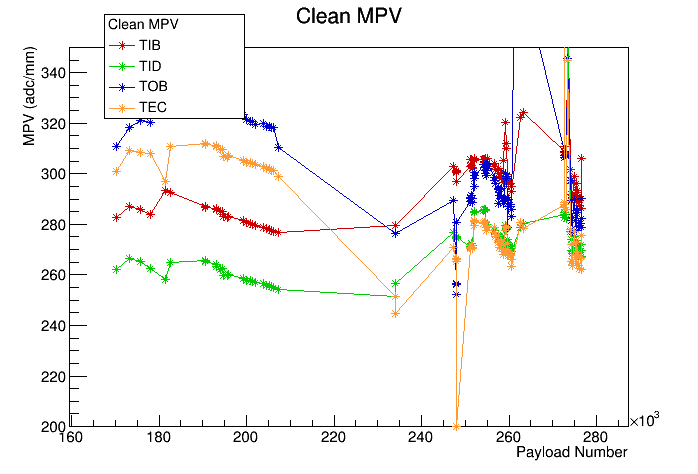 Clean MPV
Clean MPV
TIB
TID
TOB
TEC
MPV (adc/mm)
340
320
300
280
260
240
220
200
160
180
200
220
240
260
280
×10³
Payload Number